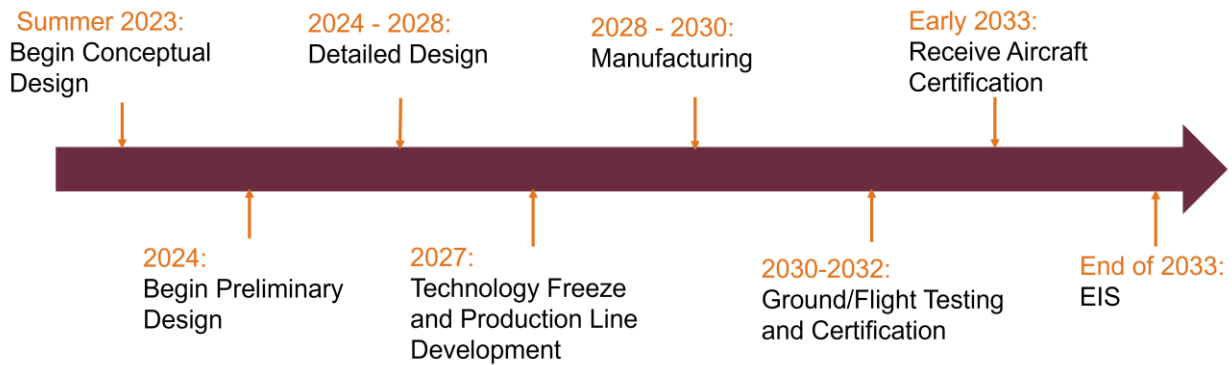 Summer 2023:
Begin Conceptual
Design
2024:
Begin Preliminary
Design
2024 - 2028:
Detailed Design
2027:
Technology Freeze
and Production Line
Development
2028 - 2030:
Manufacturing
2030-2032:
Ground/Flight Testing
and Certification
Early 2033:
Receive Aircraft
Certification
End of 2033:
EIS